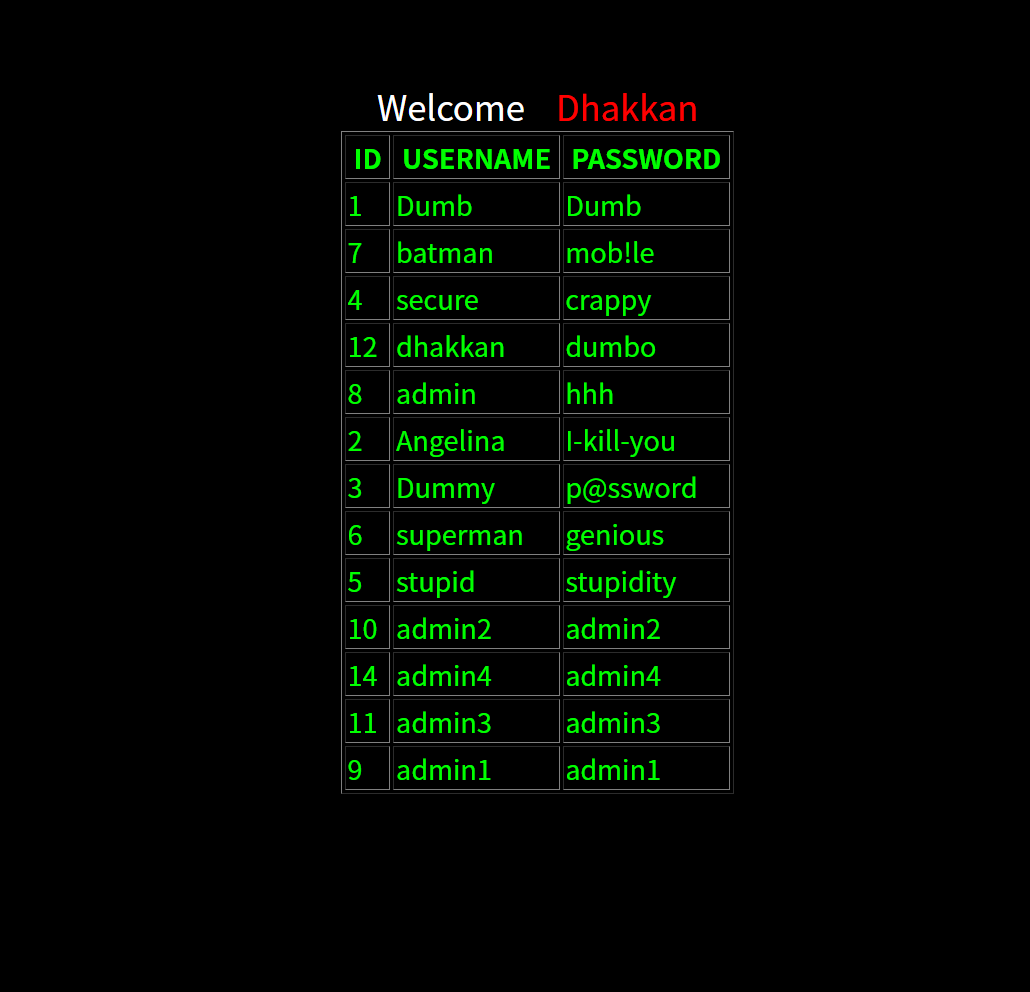 Welcome Dhakkan
ID USERNAME PASSWORD
1 Dumb Dumb
7 batman mob!le
4 secure crappy
12 dhakkan dumbo
8 admin hhh
2 Angelina I-kill-you
3 Dummy p@ssword
6 superman genious
5 stupid stupidity
10 admin2 admin2
14 admin4 admin4
11 admin3 admin3
9 admin1 admin1